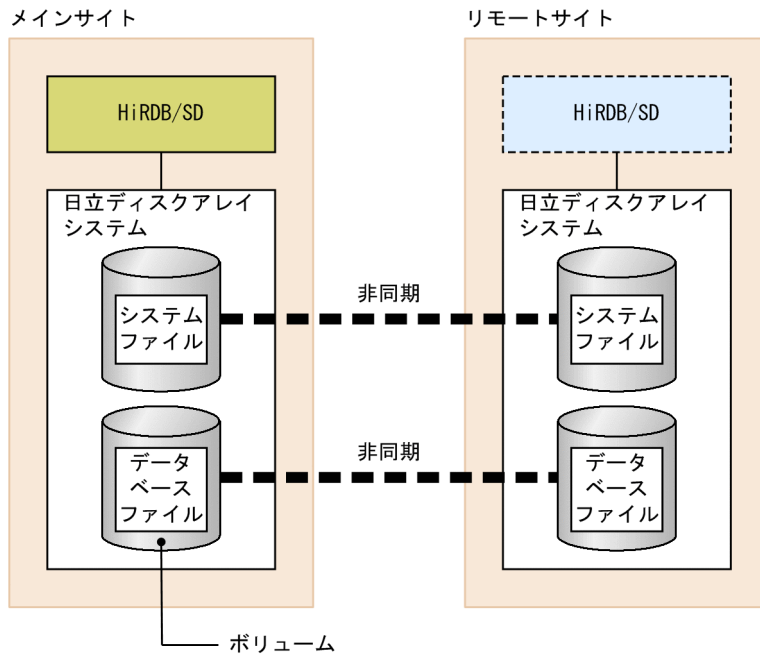 メインサイト
リモートサイト
HiRDB/SD
HiRDB/SD
日立ディスクアレイ
システム
日立ディスクアレイ
システム
非同期
システム
ファイル
システム
ファイル
非同期
データ
ベース
ファイル
データ
ベース
ファイル
ボリューム